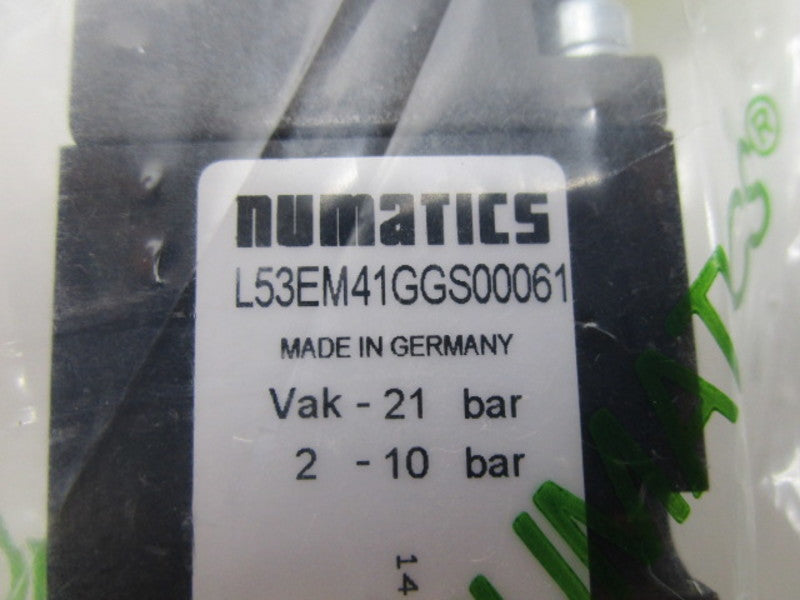 numatics
L53EM41GGS00061
MADE IN GERMANY
Vak - 21 bar
2 - 10 bar
14
®